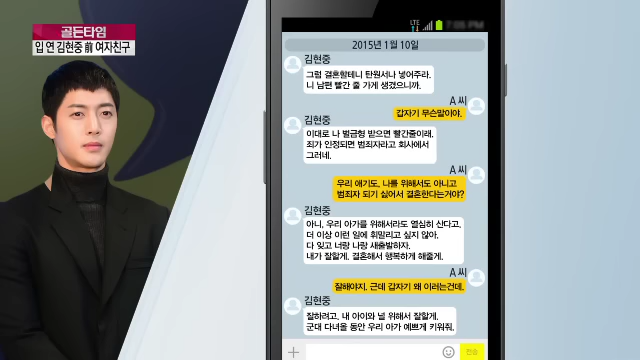 골든타임
입 연 김현중 前 여자친구
LTE
2015년 1월 10일
김현중
그럼 결혼할테니 탄원서나 넣어주라.
니 남편 빨간 줄 가게 생겼으니까.
A 씨
갑자기 무슨말이야.
김현중
이대로 나 벌금형 받으면 빨간줄이래.
죄가 인정되면 범죄자라고 회사에서
그러네.
A 씨
우리 애기도, 나를 위해서도 아니고
범죄자 되기 싫어서 결혼한다는거야?
김현중
아니, 우리 아가를 위해서라도 열심히 산다고,
더 이상 이런 일에 휘말리고 싶지 않아.
다 잊고 너랑 나랑 새출발하자.
내가 잘할게. 결혼해서 행복하게 해줄게.
A 씨
잘해야지. 근데 갑자기 왜 이러는건데.
김현중
잘하려고, 내 아이와 널 위해서 잘할게.
군대 다녀올 동안 우리 아가 예쁘게 키워줘.
전송